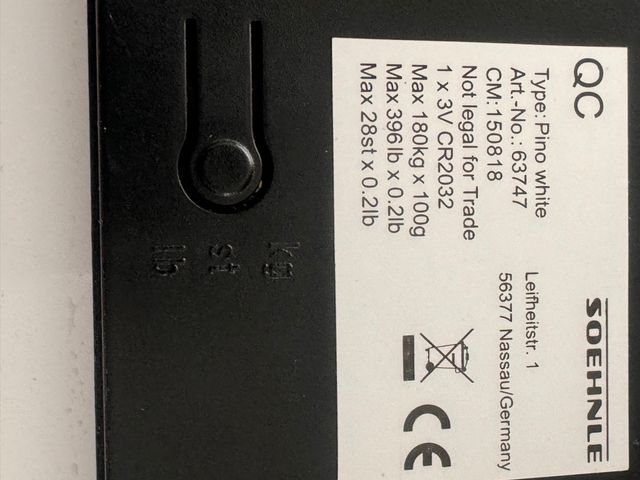 QC
SOEHNLE
Type: Pino white
Art.-No.: 63747
CM:150818
Not legal for Trade
1 x 3V CR2032
Max 180kg x 100g
Max 396lb x 0.2lb
Max 28st x 0.2lb
Leifheitstr. 1
56377 Nassau/Germany
CE
kg
st
lb